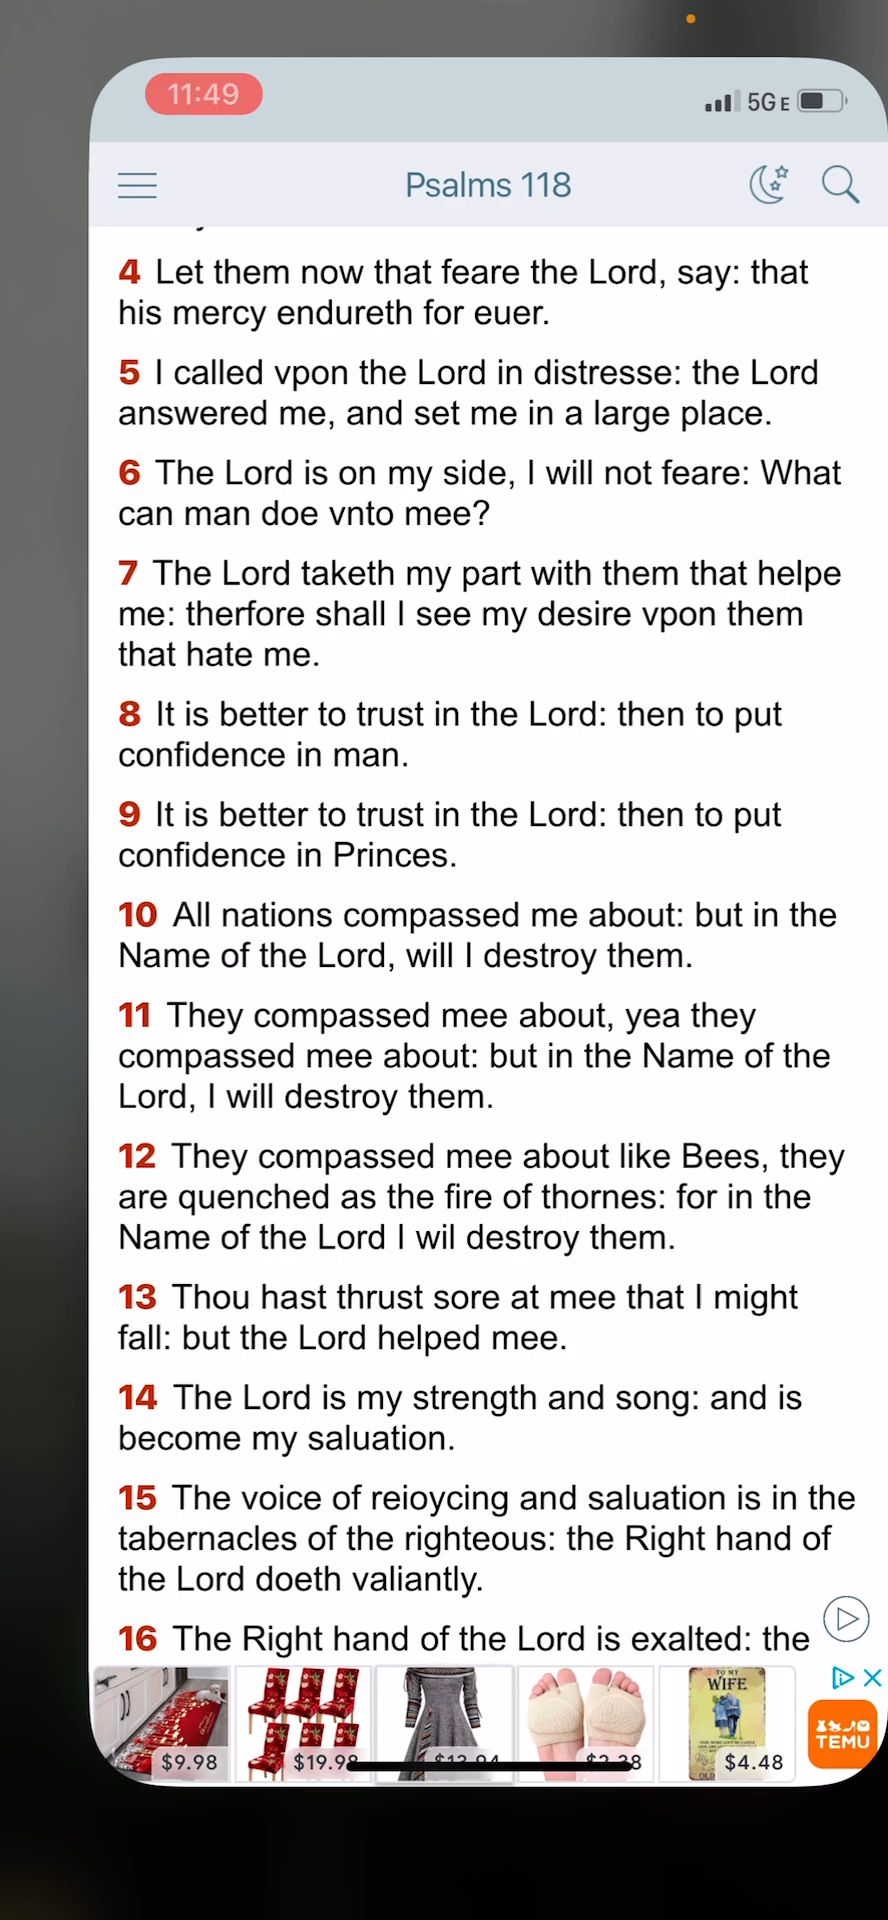 11:49
5GE
Psalms 118
4 Let them now that feare the Lord, say: that
his mercy endureth for euer.
5 I called vpon the Lord in distresse: the Lord
answered me, and set me in a large place.
6 The Lord is on my side, I will not feare: What
can man doe vnto mee?
7 The Lord taketh my part with them that helpe
me: therfore shall I see my desire vpon them
that hate me.
8 It is better to trust in the Lord: then to put
confidence in man.
9 It is better to trust in the Lord: then to put
confidence in Princes.
10 All nations compassed me about: but in the
Name of the Lord, will I destroy them.
11 They compassed mee about, yea they
compassed mee about: but in the Name of the
Lord, I will destroy them.
12 They compassed mee about like Bees, they
are quenched as the fire of thornes: for in the
Name of the Lord I wil destroy them.
13 Thou hast thrust sore at mee that I might
fall: but the Lord helped mee.
14 The Lord is my strength and song: and is
become my saluation.
15 The voice of reioycing and saluation is in the
tabernacles of the righteous: the Right hand of
the Lord doeth valiantly.
16 The Right hand of the Lord is exalted: the
TO MY
WIFE
TEMU
$9.98 $19.98 $4.48